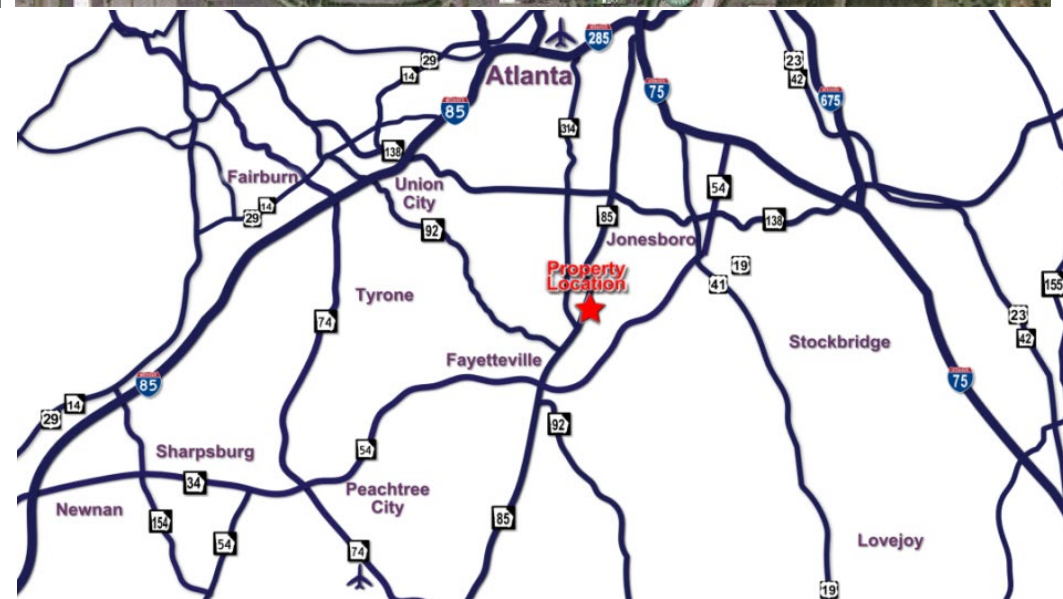 285
29
14
Atlanta
23
42
75
675
85
314
138
Fairburn
Union
City
54
14
29
92
85
138
Jonesboro
19
41
Property
Location
155
Tyrone
74
23
42
Stockbridge
Fayetteville
85
75
14
29
92
54
Sharpsburg
34
Peachtree
City
Newnan
154
85
54
74
Lovejoy
19